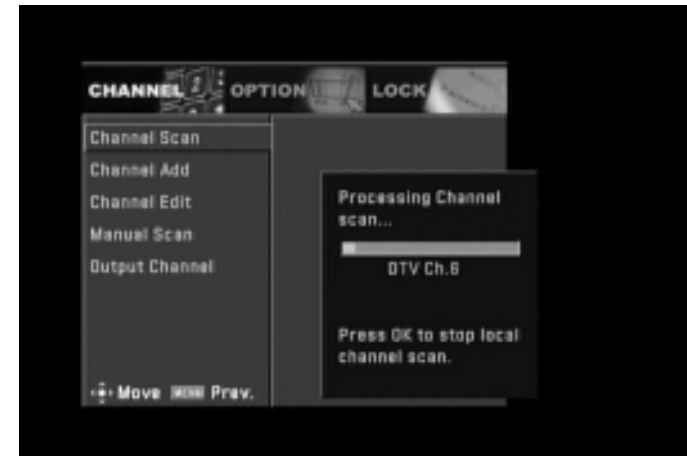 CHANNEL OPTION LOCK
Channel Scan
Channel Add
Channel Edit
Manual Scan
Output Channel
Processing Channel
scan...
DTV Ch.6
Press OK to stop local
channel scan.
Move MENU Prev.